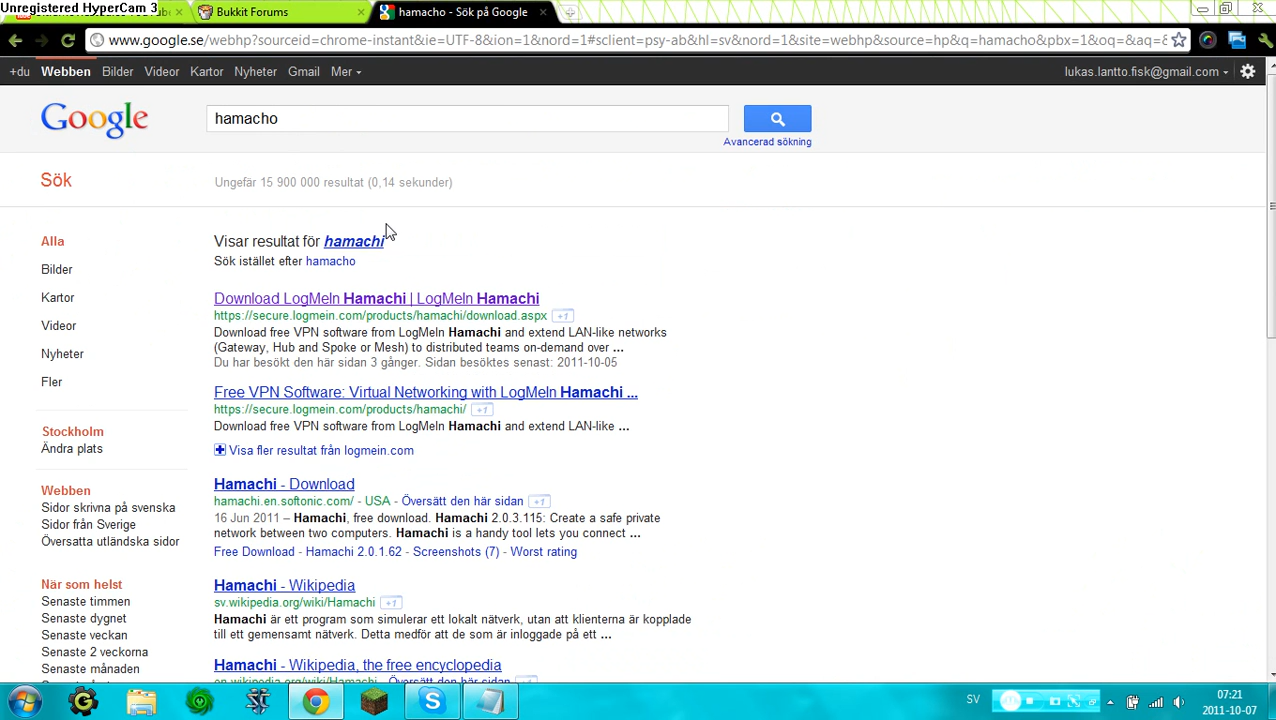 Unregistered HyperCam 3
Bukkit Forums
hamacho - Sök på Google
www.google.se/webhp?sourceid=chrome-instant&ie=UTF-8&ion=1&nord=1#sclient=psy-ab&hl=sv&nord=1&site=webhp&source=hp&q=hamacho&pbx=1&oq=&aq=
+du Webben Bilder Videor Kartor Nyheter Gmail Mer
lukas.lantto.fisk@gmail.com
Google
hamacho
Avancerad sökning
Sök
Ungefär 15 900 000 resultat (0,14 sekunder)
Alla
Bilder
Kartor
Videor
Nyheter
Fler
Stockholm
Ändra plats
Webben
Sidor skrivna på svenska
Sidor från Sverige
Översatta utländska sidor
När som helst
Senaste timmen
Senaste dygnet
Senaste veckan
Senaste 2 veckorna
Senaste månaden
Visar resultat för hamachi
Sök istället efter hamacho
Download LogMeIn Hamachi | LogMeIn Hamachi
https://secure.logmein.com/products/hamachi/download.aspx +1
Download free VPN software from LogMeIn Hamachi and extend LAN-like networks
(Gateway, Hub and Spoke or Mesh) to distributed teams on-demand over ...
Du har besökt den här sidan 3 gånger. Sidan besöktes senast: 2011-10-05
Free VPN Software: Virtual Networking with LogMeIn Hamachi ...
https://secure.logmein.com/products/hamachi/ +1
Download free VPN software from LogMeIn Hamachi and extend LAN-like ...
Visa fler resultat från logmein.com
Hamachi - Download
hamachi.en.softonic.com/ - USA - Översätt den här sidan +1
16 Jun 2011 – Hamachi, free download. Hamachi 2.0.3.115: Create a safe private
network between two computers. Hamachi is a handy tool lets you connect ...
Free Download - Hamachi 2.0.1.62 - Screenshots (7) - Worst rating
Hamachi - Wikipedia
sv.wikipedia.org/wiki/Hamachi +1
Hamachi är ett program som simulerar ett lokalt nätverk, utan att klienterna är kopplade
till ett gemensamt nätverk. Detta medför att de som är inloggade på ett ...
Hamachi - Wikipedia, the free encyclopedia
en.wikipedia.org/wiki/Hamachi
SV
07:21
2011-10-07